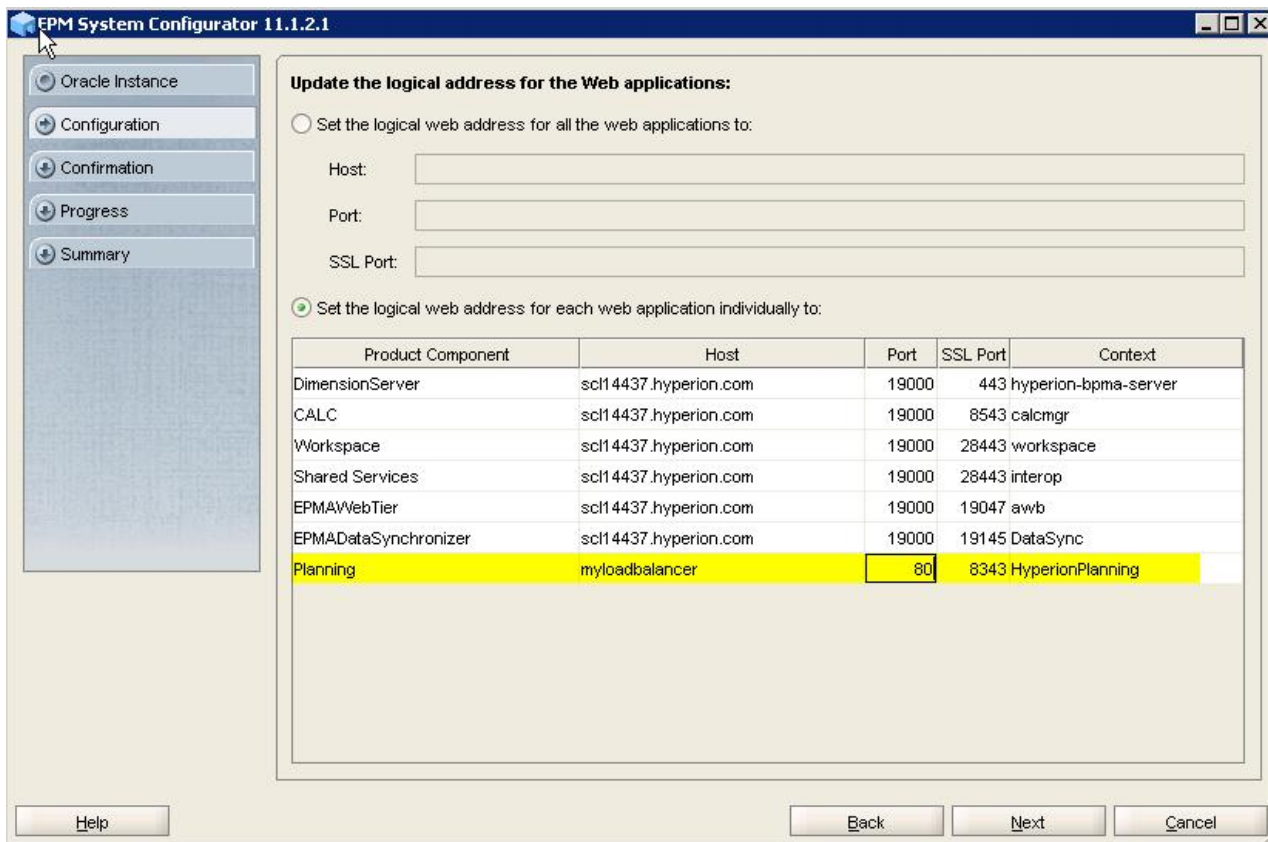 EPM System Configurator 11.1.2.1
Oracle Instance
Configuration
Confirmation
Progress
Summary
Update the logical address for the Web applications:
Set the logical web address for all the web applications to:
Host:
Port:
SSL Port:
Set the logical web address for each web application individually to:
Product Component Host Port SSL Port Context
DimensionServer scl14437.hyperion.com 19000 443 hyperion-bpma-server
CALC scl14437.hyperion.com 19000 8543 calcmgr
Workspace scl14437.hyperion.com 19000 28443 workspace
Shared Services scl14437.hyperion.com 19000 28443 interop
EPMAWebTier scl14437.hyperion.com 19000 19047 awb
EPMADataSynchronizer scl14437.hyperion.com 19000 19145 DataSync
Planning myloadbalancer 80 8343 HyperionPlanning
Help Back Next Cancel